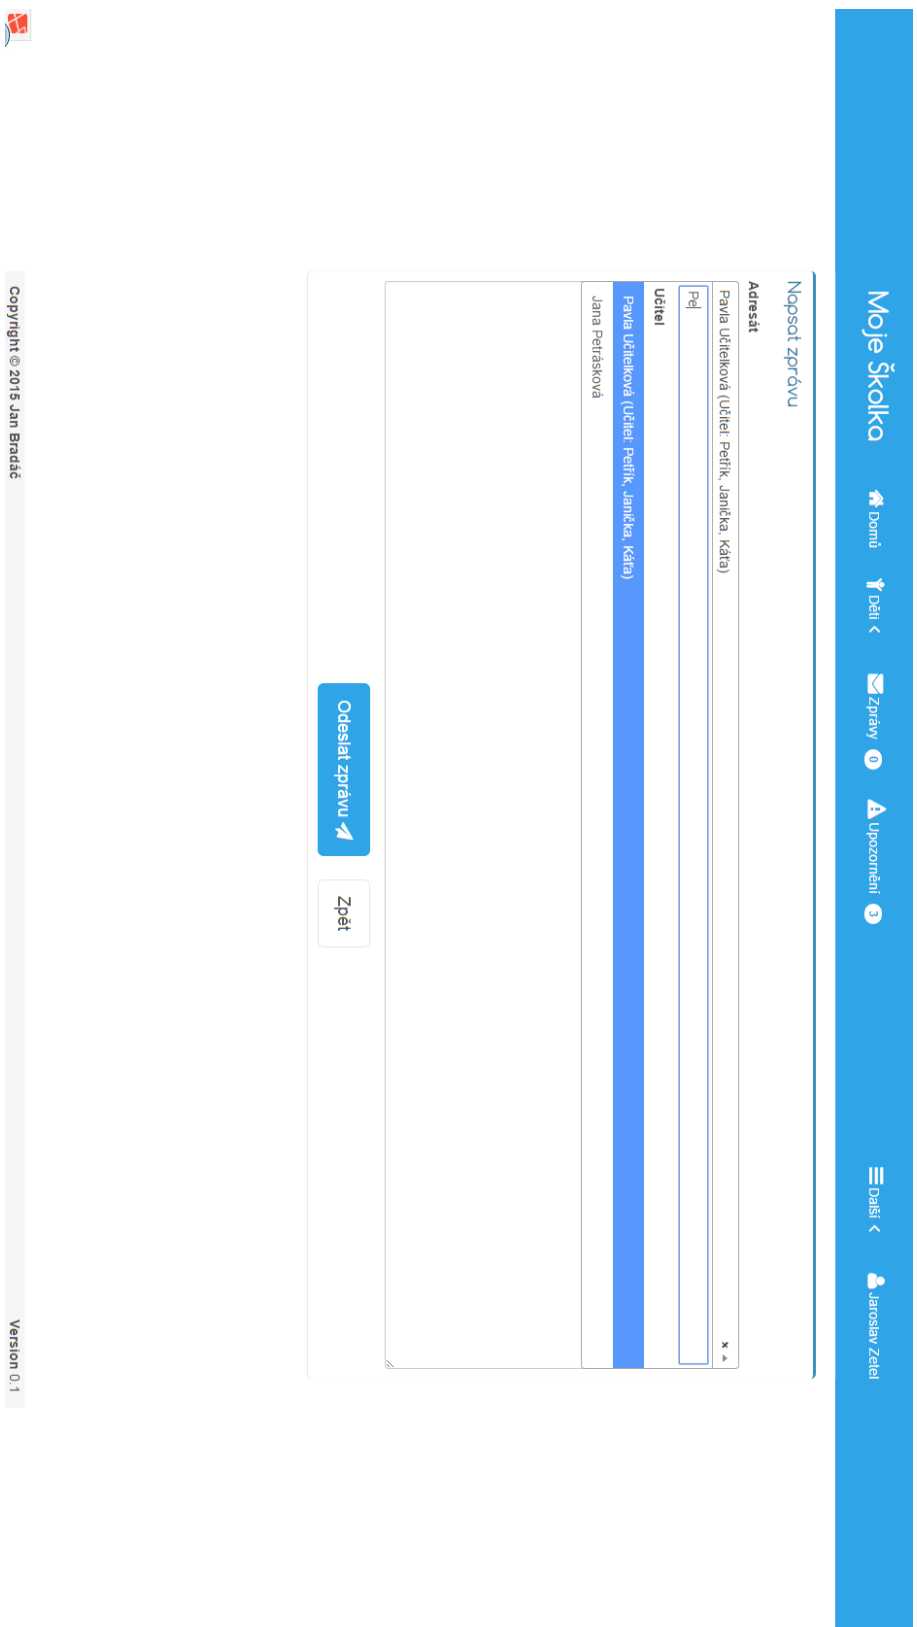 Moje Školka
Domů
Děti
Zprávy 0
Upozornění 3
Další
Jaroslav Zetel
Napsat zprávu
Adresát
Pavla Učitelková (Učitel: Petřík, Janička, Káťa)
Pe
Učitel
Pavla Učitelková (Učitel: Petřík, Janička, Káťa)
Jana Petrásková
Odeslat zprávu
Zpět
Copyright © 2015 Jan Bradáč
Version 0.1